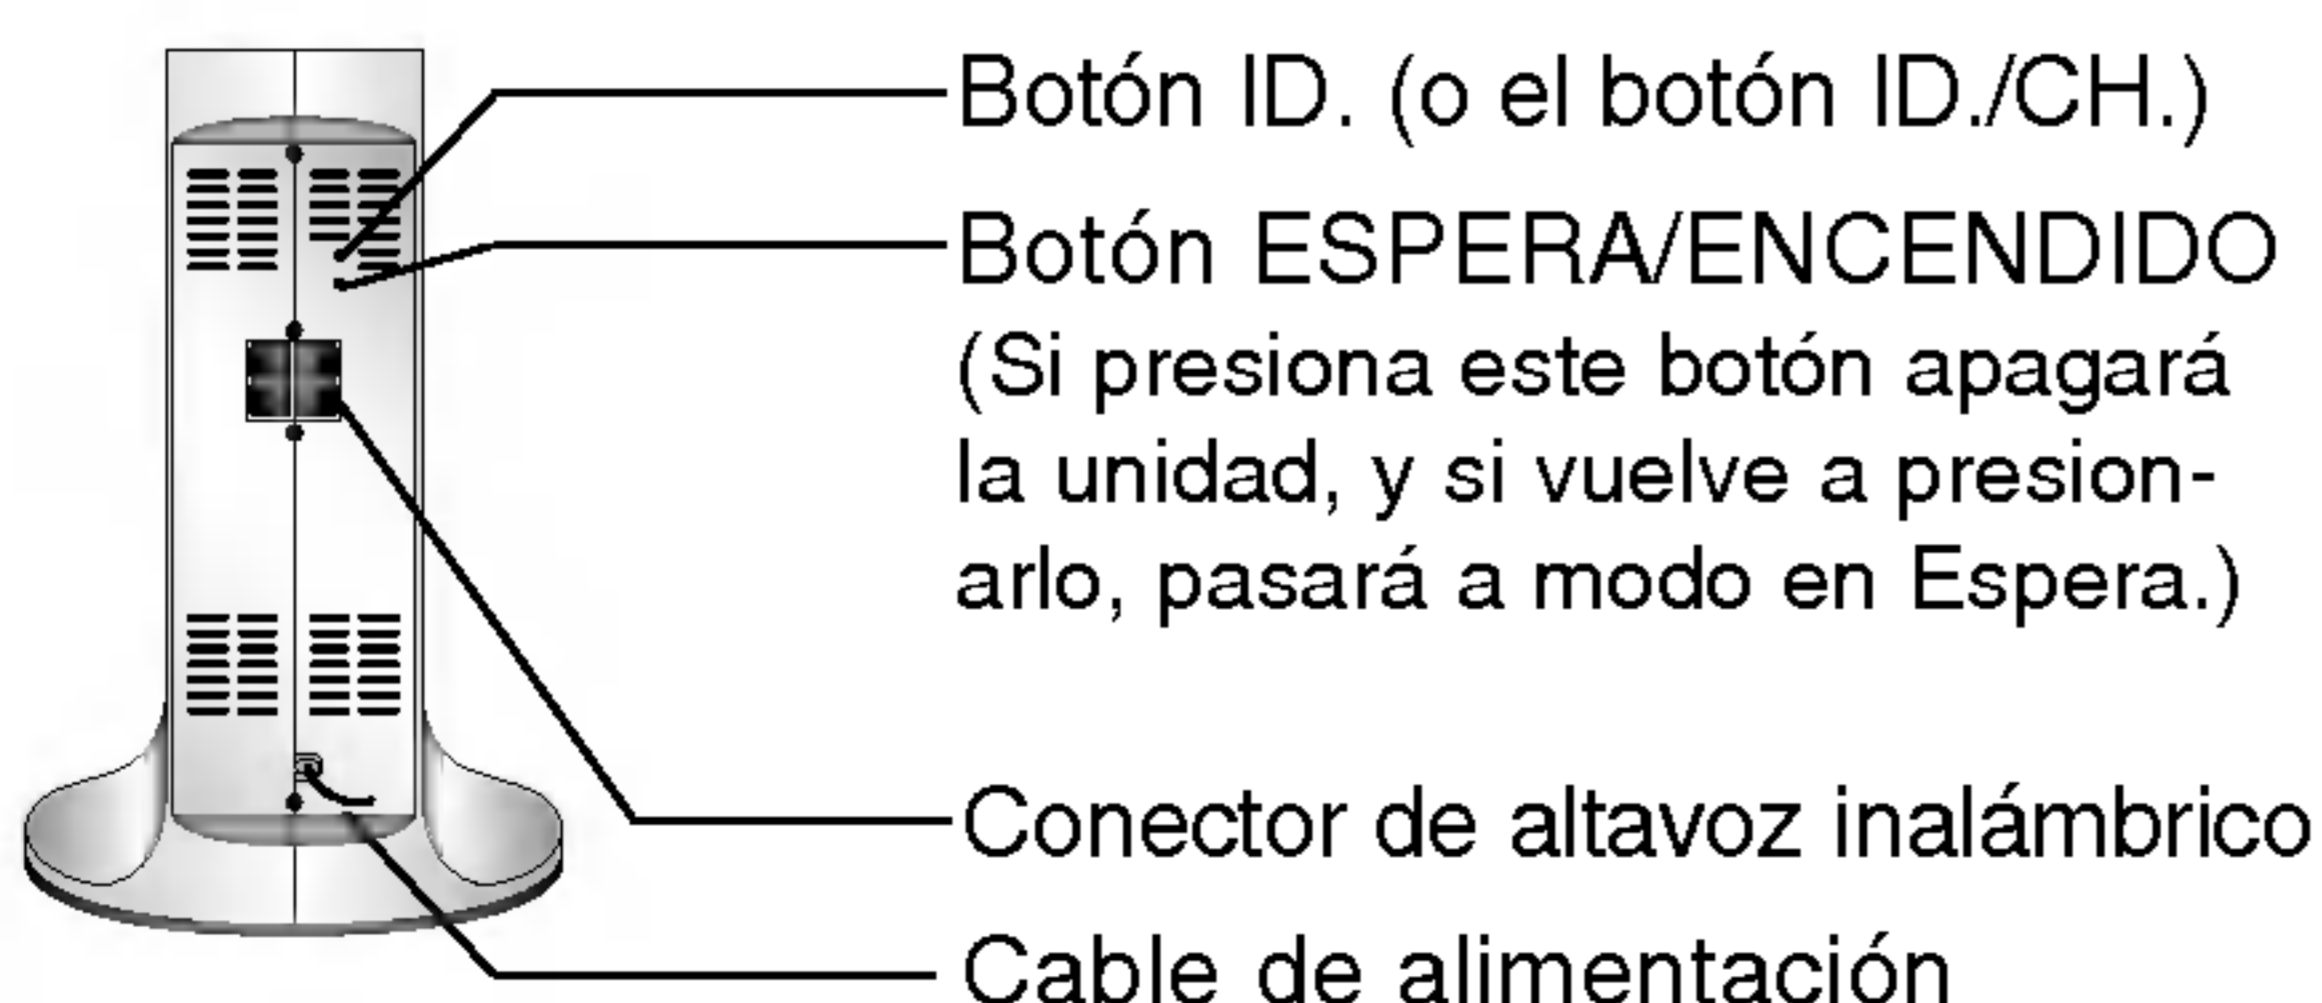 Botón ID. (o el botón ID./CH.)
Botón ESPERA/ENCENDIDO
(Si presiona este botón apagará
la unidad, y si vuelve a presion-
arlo, pasará a modo en Espera.)
Conector de altavoz inalámbrico
Cable de alimentación